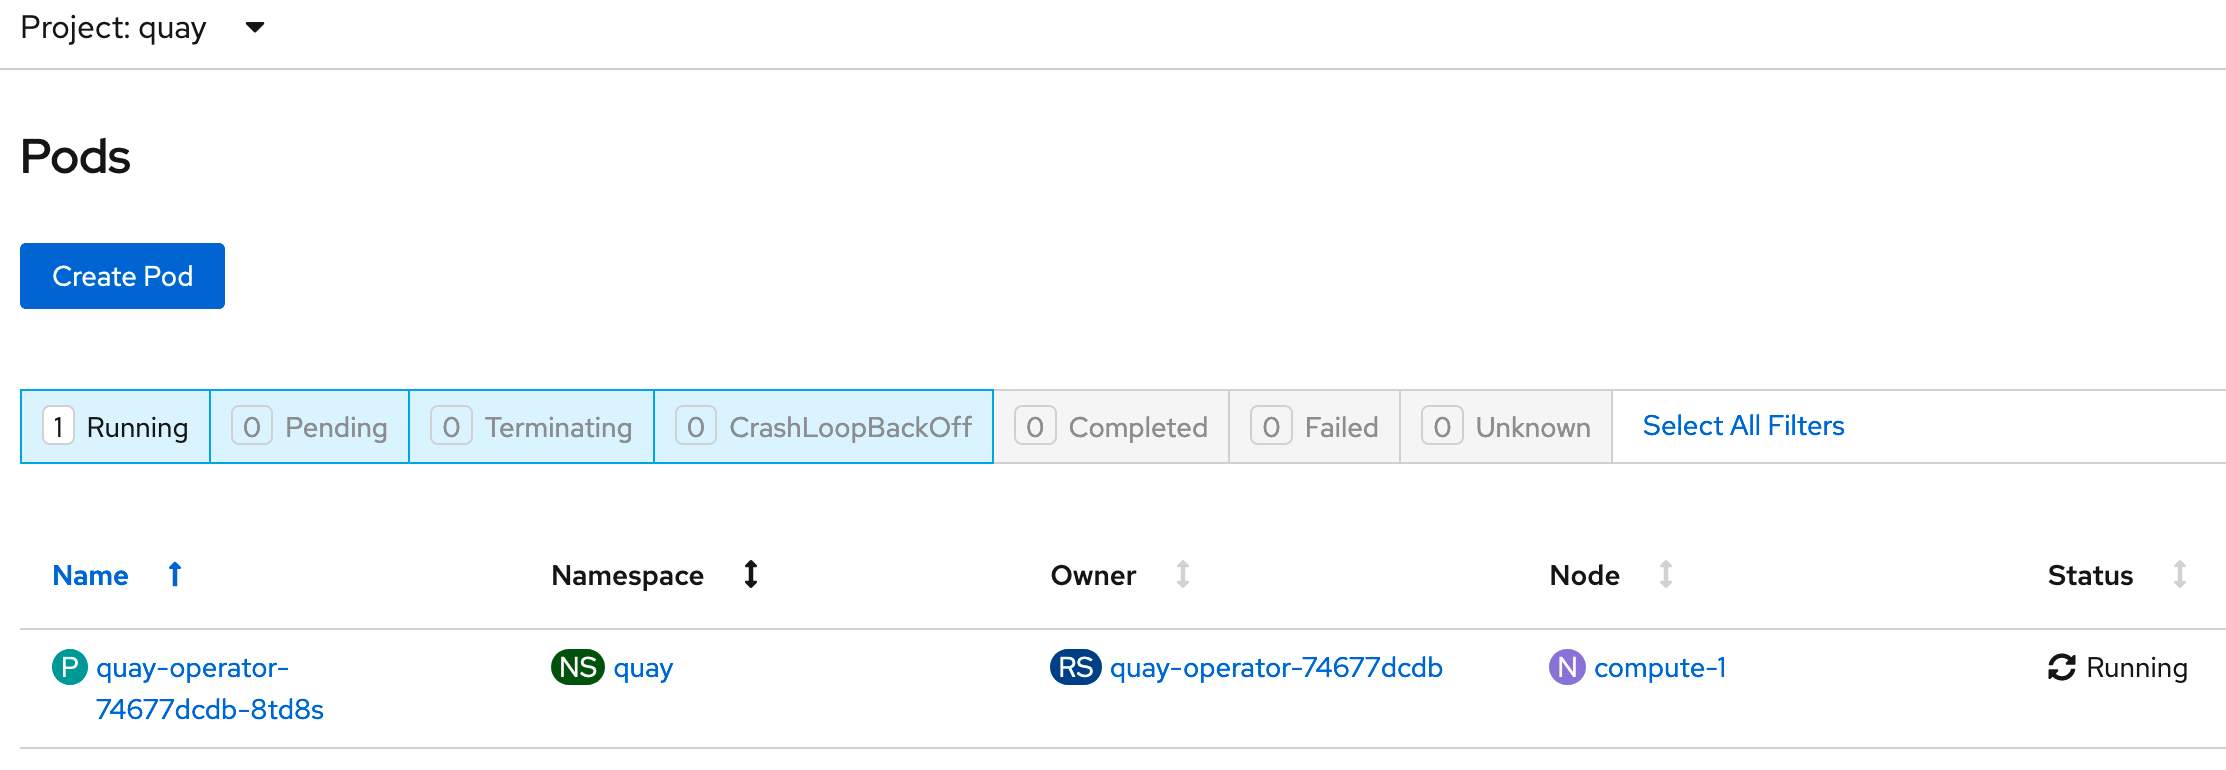 Project: quay
Pods
Create Pod
1 Running 0 Pending 0 Terminating 0 CrashLoopBackOff 0 Completed 0 Failed 0 Unknown Select All Filters
Name Namespace Owner Node Status
P quay-operator- NS quay RS quay-operator-74677dcdb N compute-1 Running
74677dcdb-8td8s